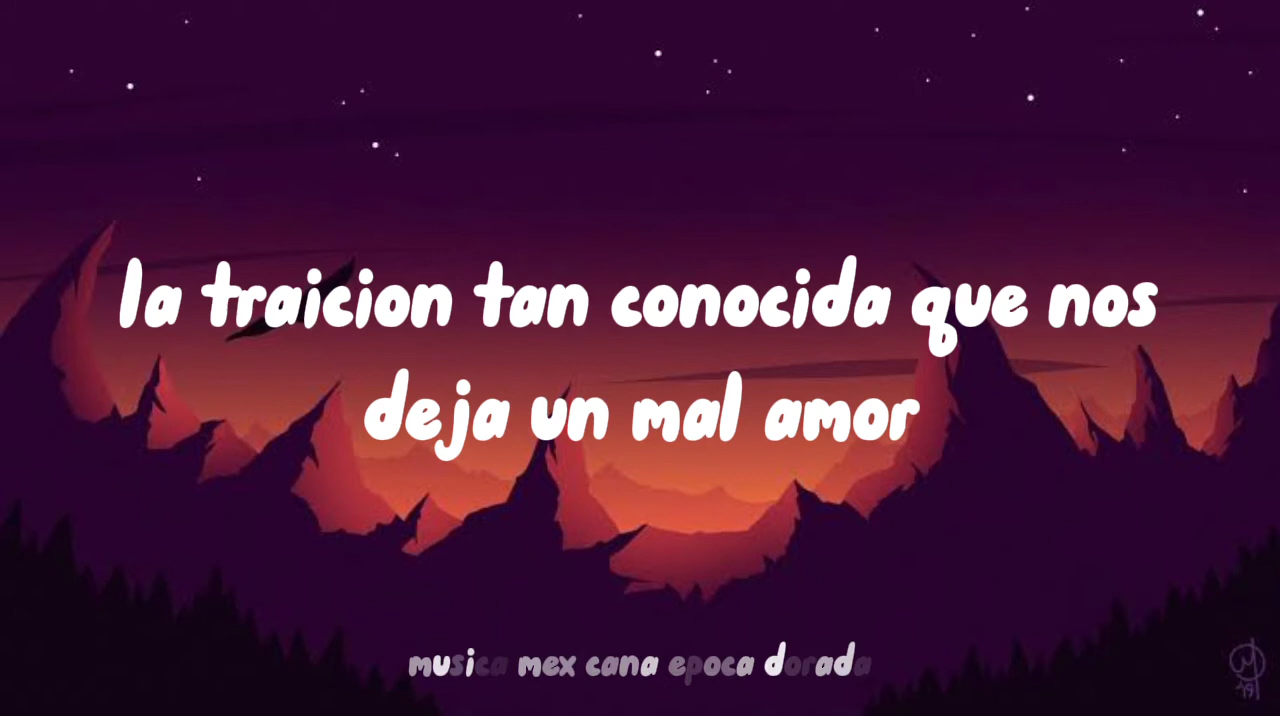 la traicion tan conocida que nos
deja un mal amor
musica mex cana epoca dorada